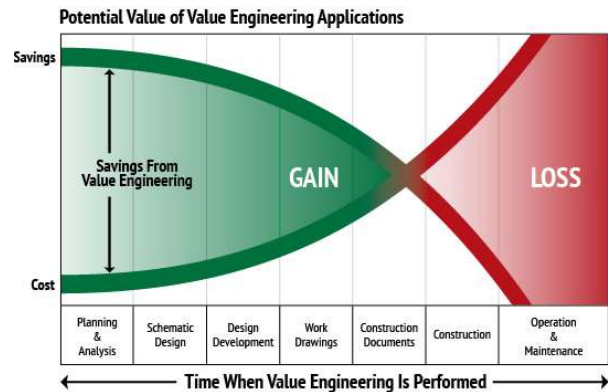 Potential Value of Value Engineering Applications
Savings
Savings From
Value Engineering
GAIN
LOSS
Cost
Planning
&
Analysis
Schematic
Design
Design
Development
Work
Drawings
Construction
Documents
Construction
Operation
&
Maintenance
Time When Value Engineering Is Performed